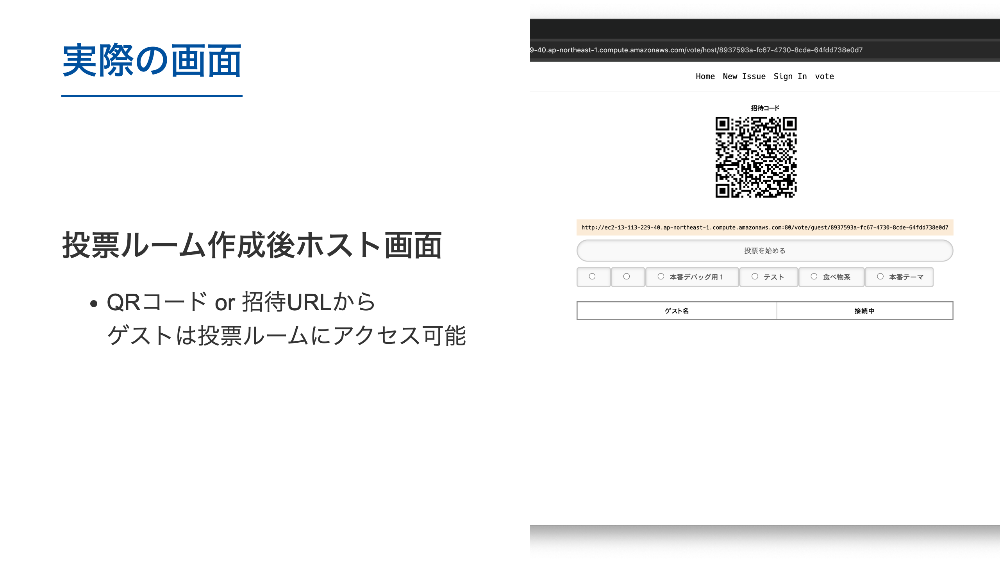 実際の画面
投票ルーム作成後ホスト画面
• QRコード or 招待URLから
ゲストは投票ルームにアクセス可能
9-40.ap-northeast-1.compute.amazonaws.com/vote/host/8937593a-fc67-4730-8cde-64fdd738e0d7
Home New Issue Sign In vote
招待コード
http://ec2-13-113-229-40.ap-northeast-1.compute.amazonaws.com:80/vote/guest/8937593a-fc67-4730-8cde-64fdd738e0d7
投票を始める
本番デバッグ用1 テスト 食べ物系 本番テーマ
ゲスト名 接続中